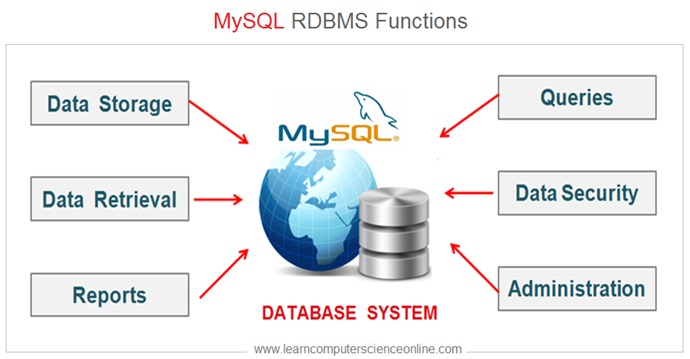 MySQL RDBMS Functions
Data Storage
Data Retrieval
Reports
MySQL®
DATABASE SYSTEM
Queries
Data Security
Administration
www.learncomputerscienceonline.com